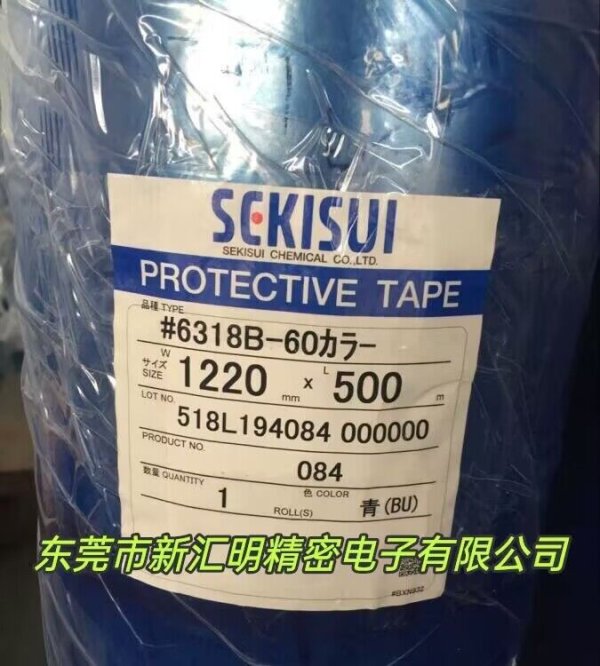 SEKISUI
SEKISUI CHEMICAL CO.,LTD.
PROTECTIVE TAPE
品種 TYPE
#6318B-60カラー
サイズ SIZE W 1220 mm x L 500 m
LOT NO.
518L194084 000000
PRODUCT NO.
084
数量 QUANTITY 1 ROLL(S) 色 COLOR 青(BU)
东莞市新汇明精密电子有限公司